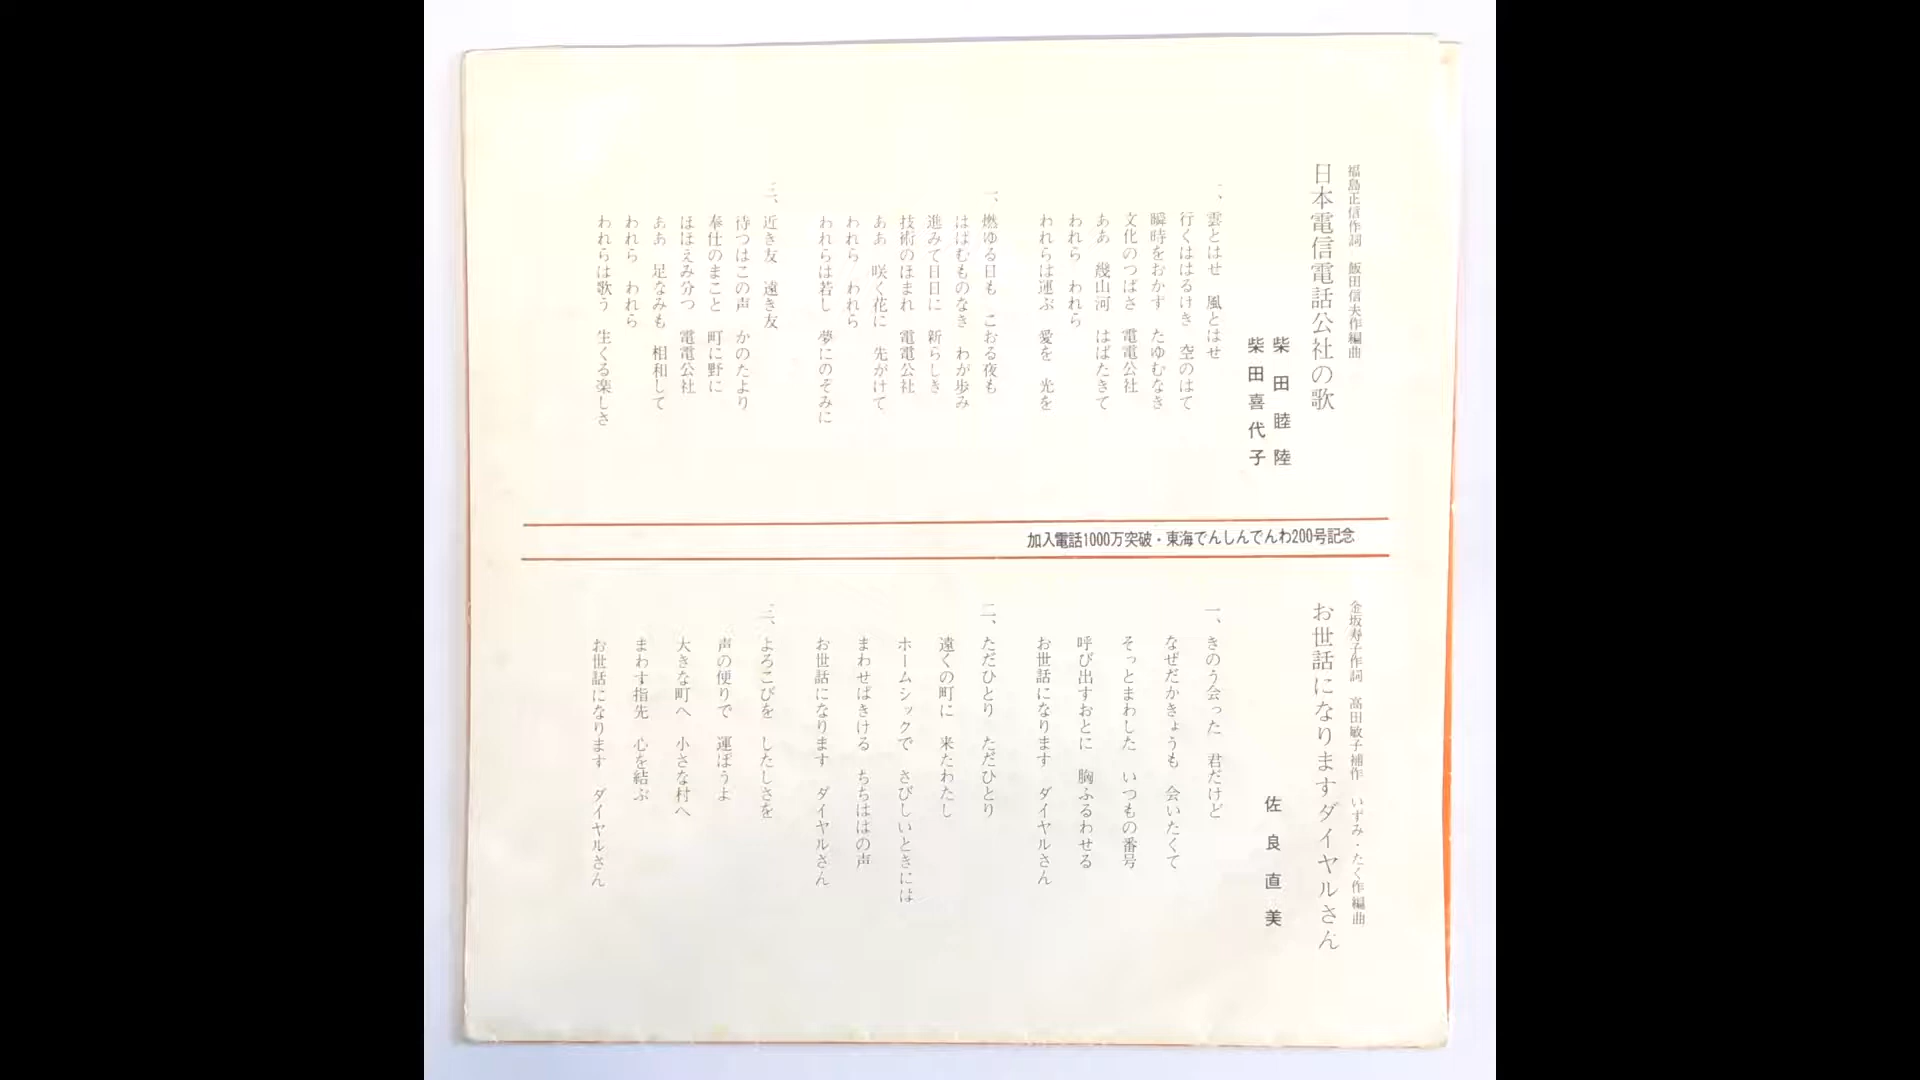 福島正信作詞　飯田信夫作編曲
日本電信電話公社の歌
柴田睦陸
柴田喜代子
一、雲とはせ　風とはせ
行くははるけき　空のはて
瞬時をおかず　たゆむなき
文化のつばさ　電電公社
ああ　幾山河　はばたきて
われら　われら
われらは運ぶ　愛を　光を
二、燃ゆる日も　こおる夜も
はばむものなき　わが歩み
進みて日日に　新らしき
技術のほまれ　電電公社
ああ　咲く花に　先がけて
われら　われら
われらは若し　夢にのぞみに
三、近き友　遠き友
待つはこの声　かのたより
奉仕のまこと　町に野に
ほほえみ分つ　電電公社
ああ　足なみも　相和して
われら　われら
われらは歌う　生くる楽しさ
加入電話1000万突破・東海でんしんでんわ200号記念
金坂寿子作詞　高田敏子補作　いずみ・たく作編曲
お世話になりますダイヤルさん
佐良直美
一、きのう会った　君だけど
なぜだかきょうも　会いたくて
そっとまわした　いつもの番号
呼び出すおとに　胸ふるわせる
お世話になります　ダイヤルさん
二、ただひとり　ただひとり
遠くの町に　来たわたし
ホームシックで　さびしいときには
まわせばきける　ちちははの声
お世話になります　ダイヤルさん
三、よろこびを　したしさを
声の便りで　運ぼうよ
大きな町へ　小さな村へ
まわす指先　心を結ぶ
お世話になります　ダイヤルさん